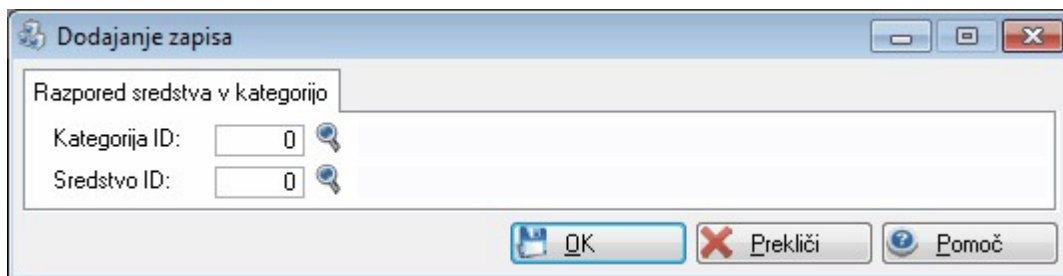 Dodajanje zapisa
Razpored sredstva v kategorijo
Kategorija ID: 0
Sredstvo ID: 0
OK Prekliči Pomoč